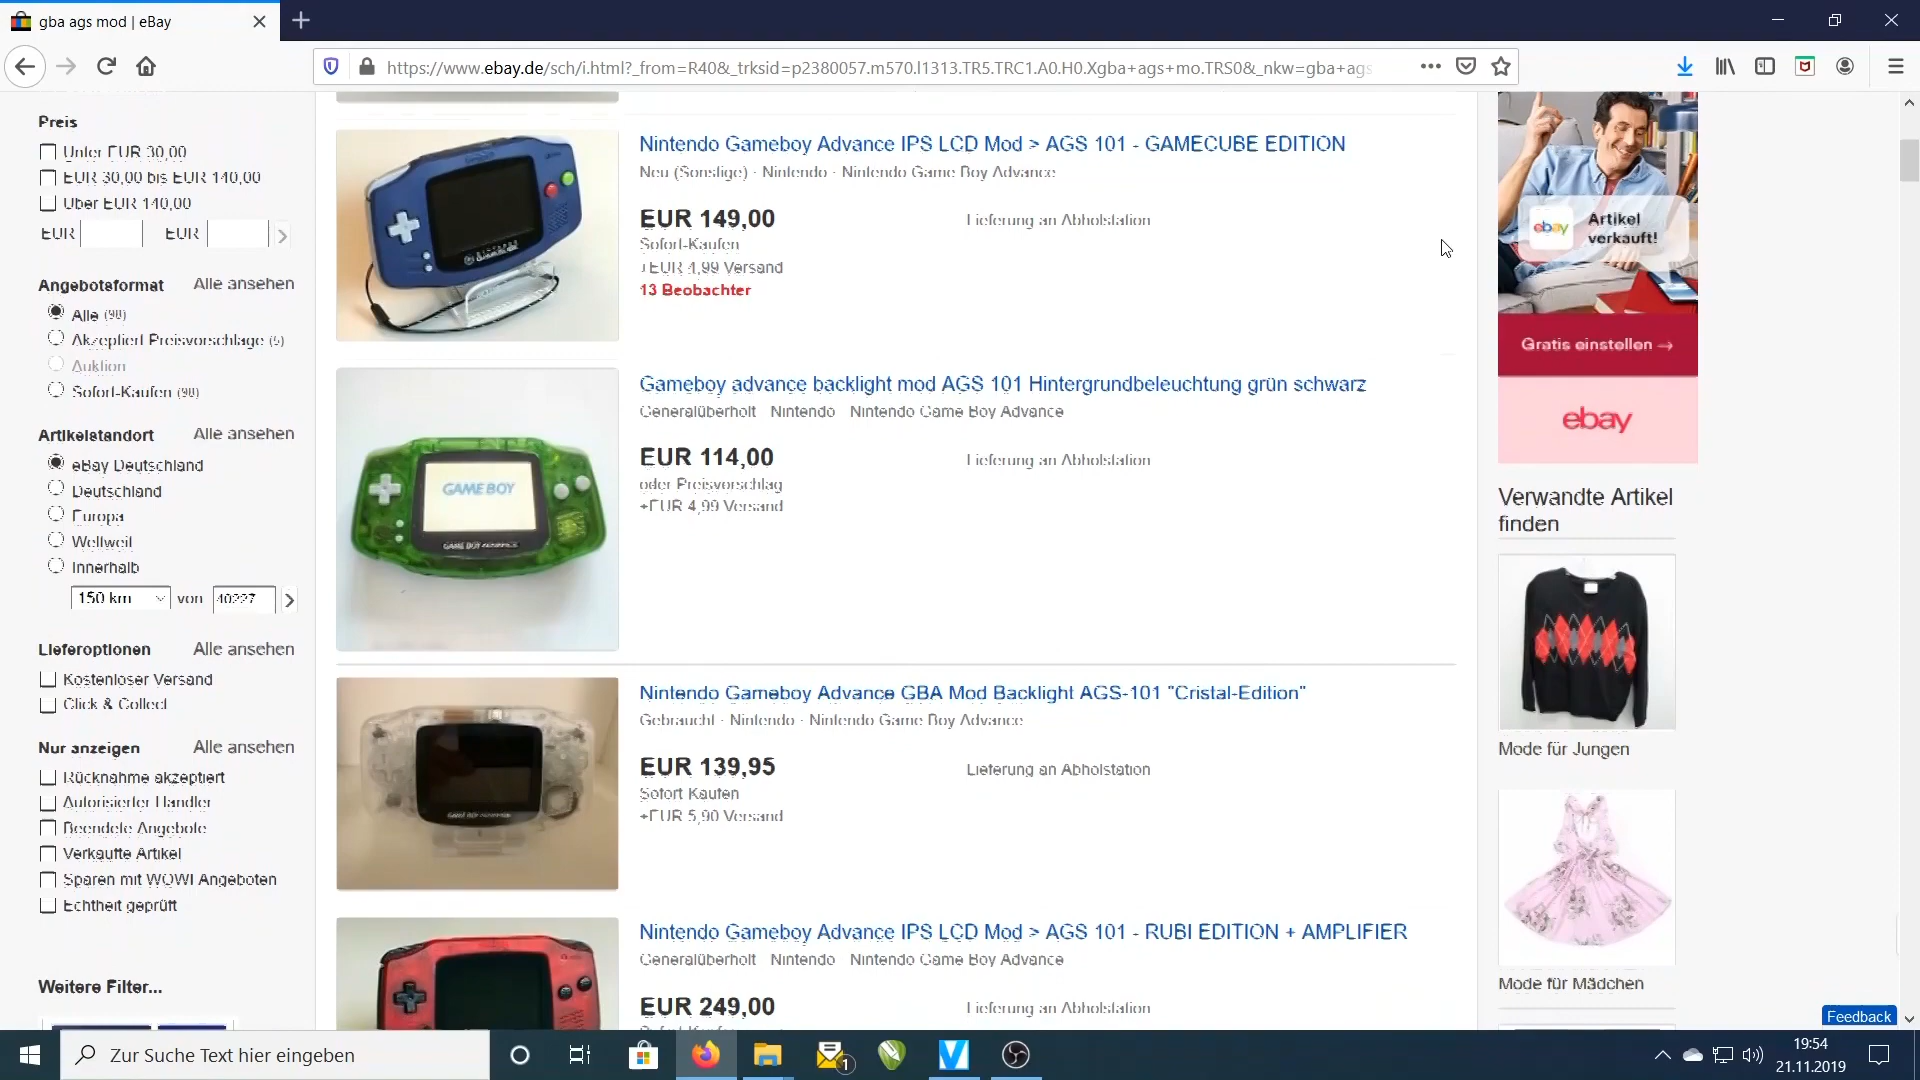 gba ags mod | eBay
https://www.ebay.de/sch/i.html?_from=R40&_trksid=p2380057.m570.l1313.TR5.TRC1.A0.H0.Xgba+ags+mo.TRS0&_nkw=gba+ags
Preis
Unter EUR 30,00
EUR 30,00 bis EUR 140,00
Über EUR 140,00
EUR EUR
Angebotsformat Alle ansehen
Alle (98)
Akzeptiert Preisvorschläge (5)
Auktion
Sofort-Kaufen (98)
Artikelstandort Alle ansehen
eBay Deutschland
Deutschland
Europa
Weltweit
Innerhalb
150 km von 40227
Lieferoptionen Alle ansehen
Kostenloser Versand
Click & Collect
Nur anzeigen Alle ansehen
Rücknahme akzeptiert
Autorisierter Händler
Beendete Angebote
Verkaufte Artikel
Sparen mit WOW! Angeboten
Echtheit geprüft
Weitere Filter...
Nintendo Gameboy Advance IPS LCD Mod > AGS 101 - GAMECUBE EDITION
Neu (Sonstige) · Nintendo · Nintendo Game Boy Advance
EUR 149,00
Lieferung an Abholstation
Sofort-Kaufen
+EUR 4,99 Versand
13 Beobachter
Gameboy advance backlight mod AGS 101 Hintergrundbeleuchtung grün schwarz
Generalüberholt · Nintendo · Nintendo Game Boy Advance
EUR 114,00
Lieferung an Abholstation
oder Preisvorschlag
+EUR 4,99 Versand
GAME BOY
GAME BOY ADVANCE
Nintendo Gameboy Advance GBA Mod Backlight AGS-101 "Cristal-Edition"
Gebraucht · Nintendo · Nintendo Game Boy Advance
EUR 139,95
Lieferung an Abholstation
Sofort-Kaufen
+EUR 5,90 Versand
GAME BOY ADVANCE
Nintendo Gameboy Advance IPS LCD Mod > AGS 101 - RUBI EDITION + AMPLIFIER
Generalüberholt · Nintendo · Nintendo Game Boy Advance
EUR 249,00
Lieferung an Abholstation
Sofort-Kaufen
ebay
Artikel
verkauft!
Gratis einstellen →
ebay
Verwandte Artikel
finden
Mode für Jungen
Mode für Mädchen
Feedback
Zur Suche Text hier eingeben
1
19:54
21.11.2019